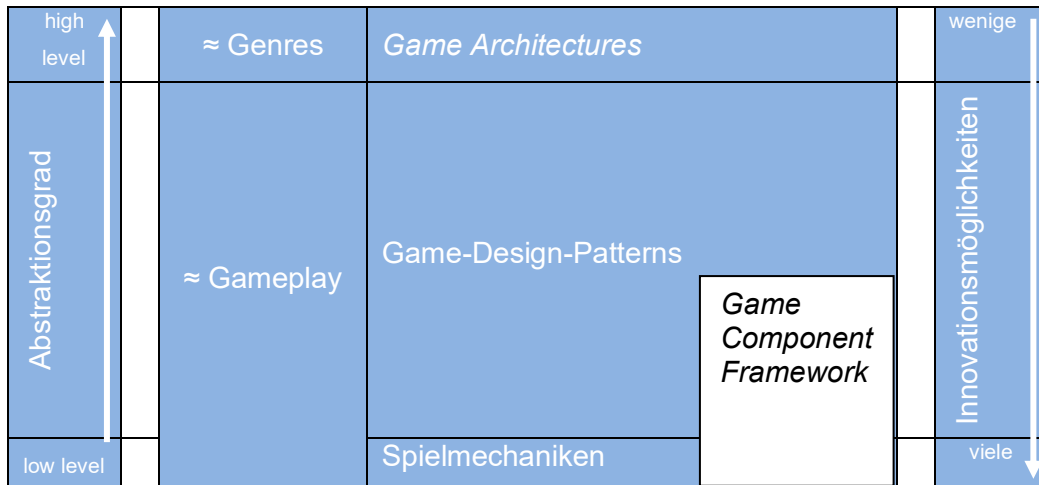 high
level
≈ Genres
Game Architectures
wenige
Abstraktionsgrad
≈ Gameplay
Game-Design-Patterns
Game
Component
Framework
Innovationsmöglichkeiten
low level
Spielmechaniken
viele